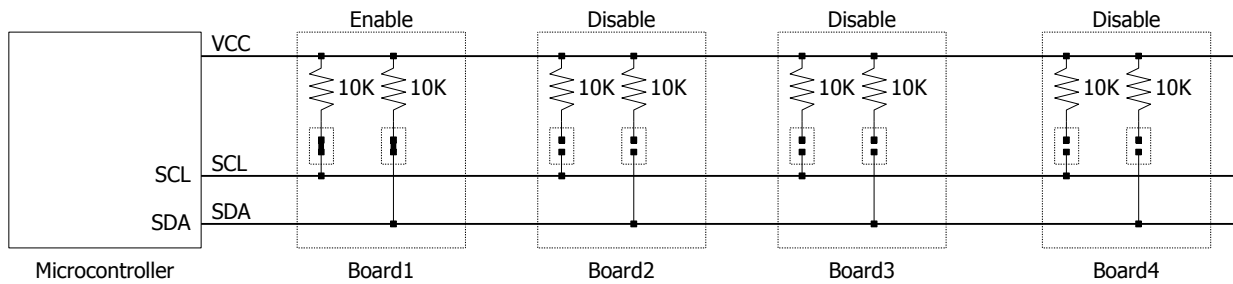 Enable Disable Disable Disable
VCC
10K 10K 10K 10K 10K 10K 10K 10K
SCL SCL
SDA SDA
Microcontroller Board1 Board2 Board3 Board4